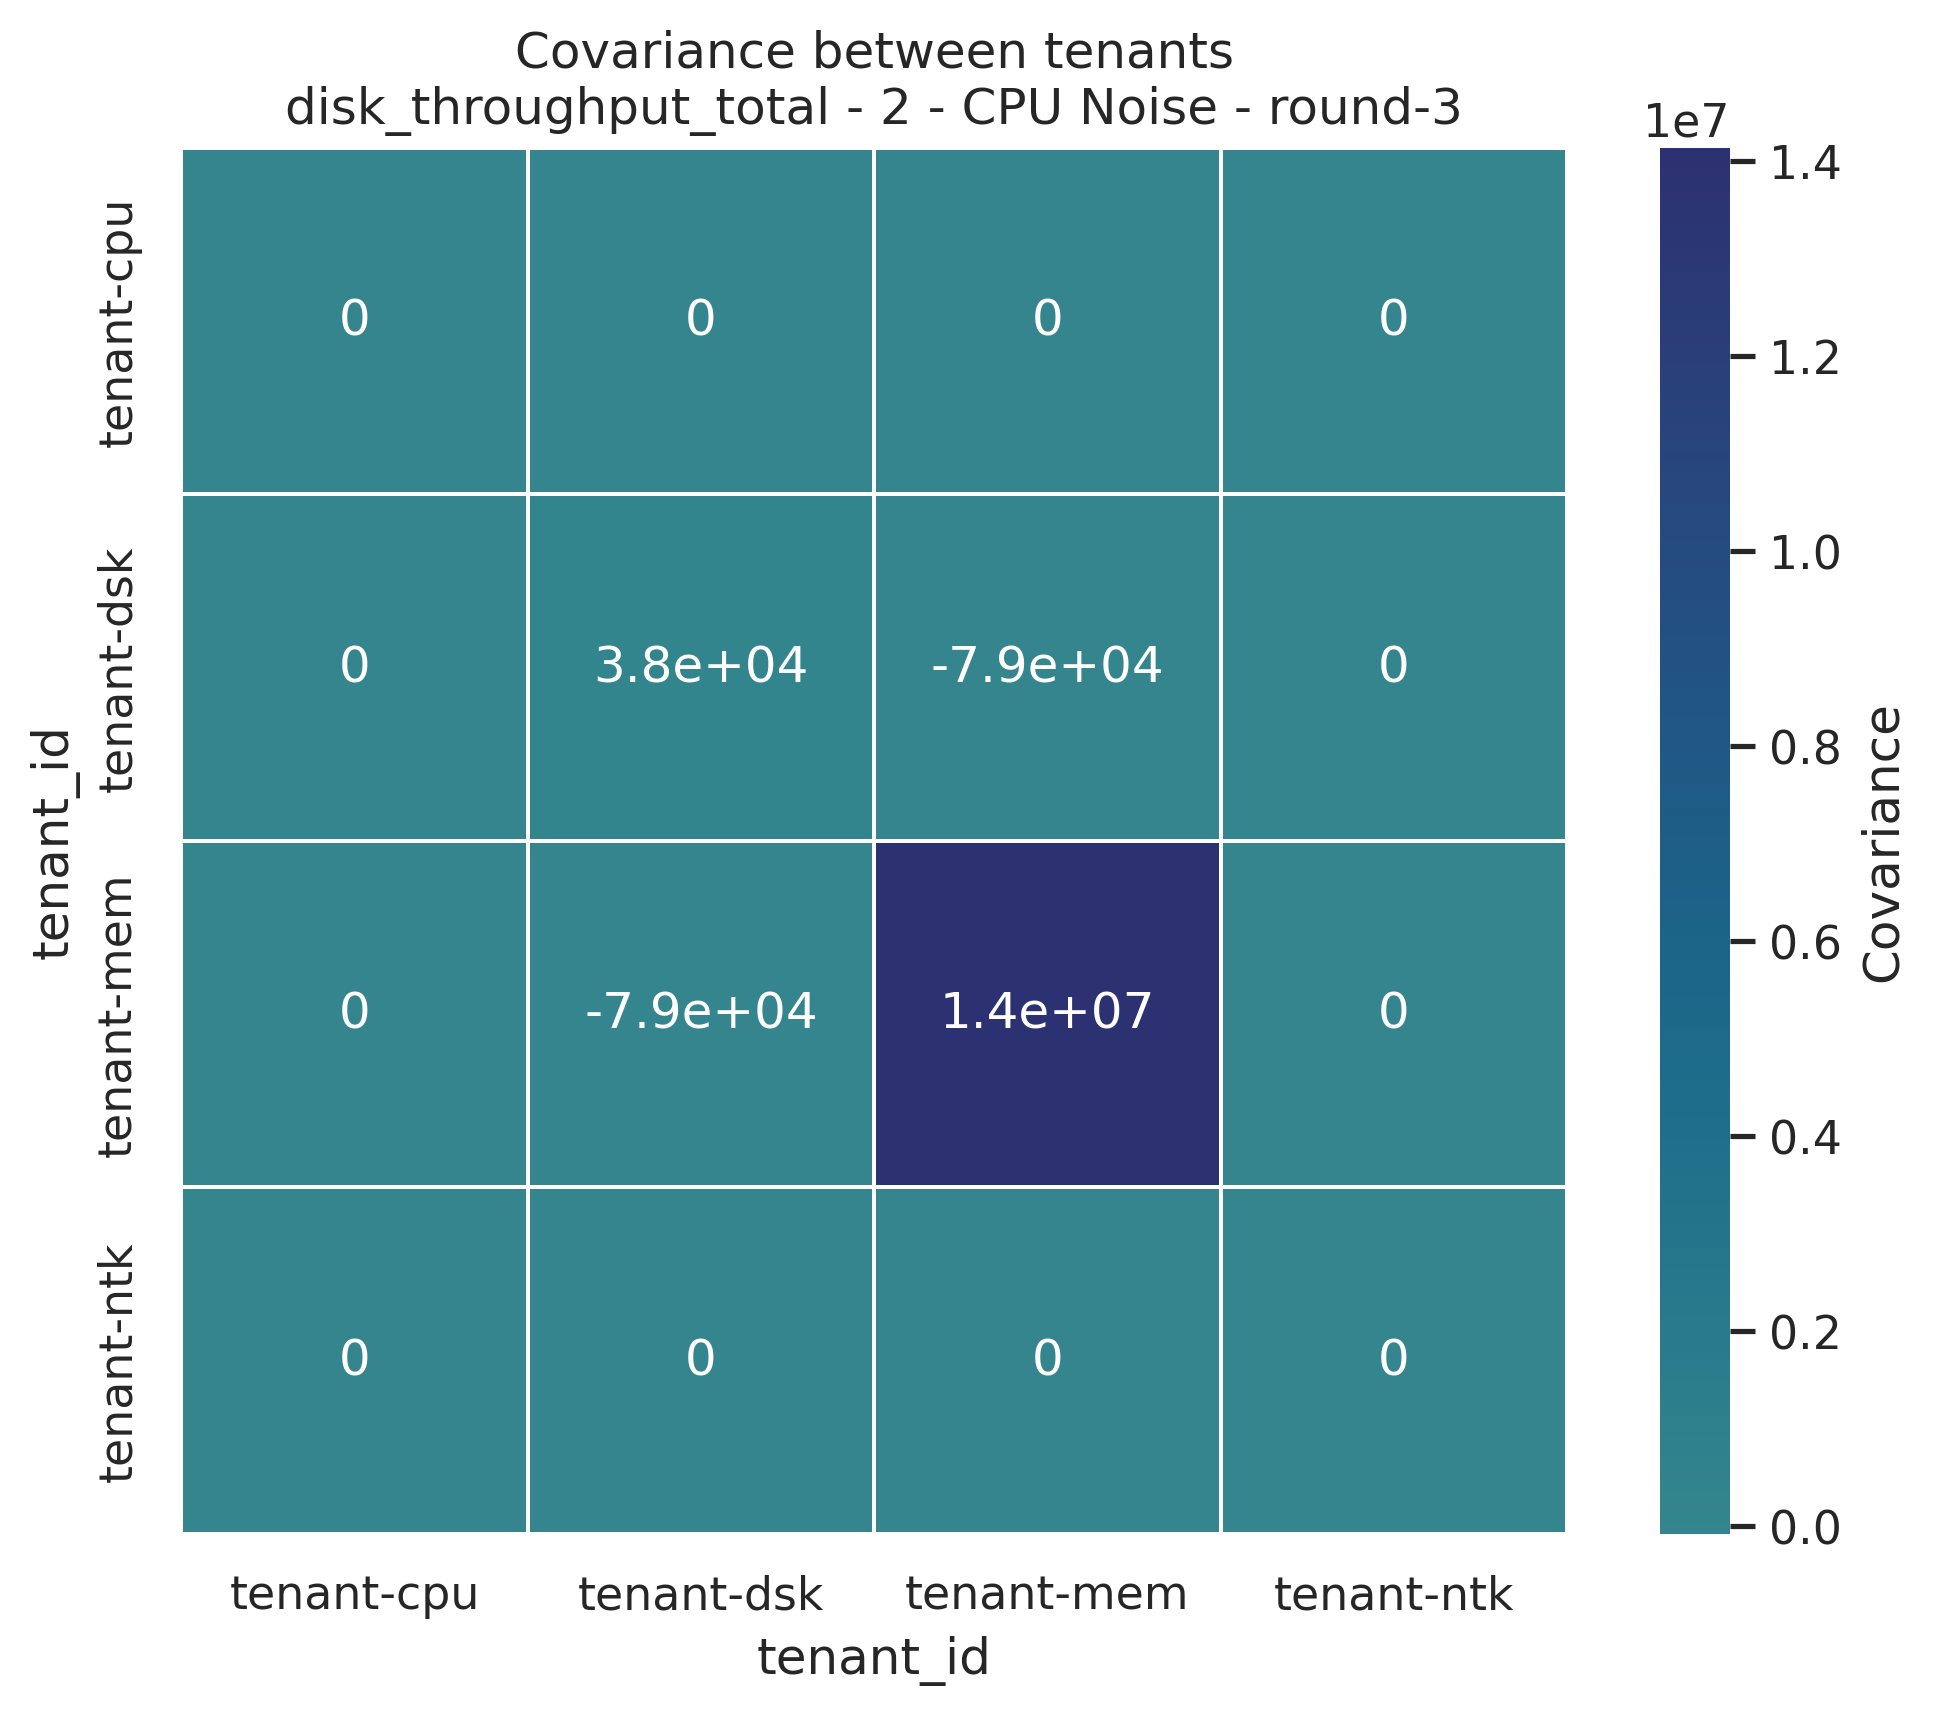 Covariance between tenants
disk_throughput_total - 2 - CPU Noise - round-3
tenant_id
tenant-cpu
0 0 0 0
tenant-dsk
0 3.8e+04 -7.9e+04 0
tenant-mem
0 -7.9e+04 1.4e+07 0
tenant-ntk
0 0 0 0
tenant-cpu tenant-dsk tenant-mem tenant-ntk
tenant_id
1e7
1.4
1.2
1.0
0.8
0.6
0.4
0.2
0.0
Covariance